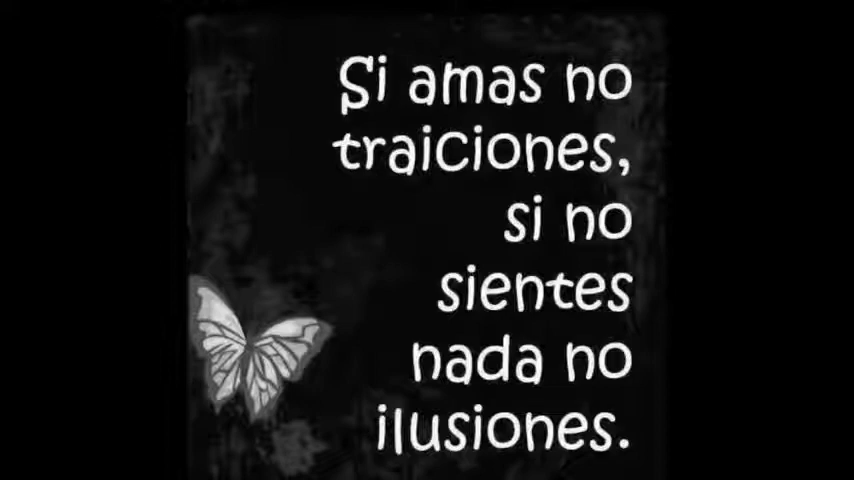 Si amas no
traiciones,
si no
sientes
nada no
ilusiones.